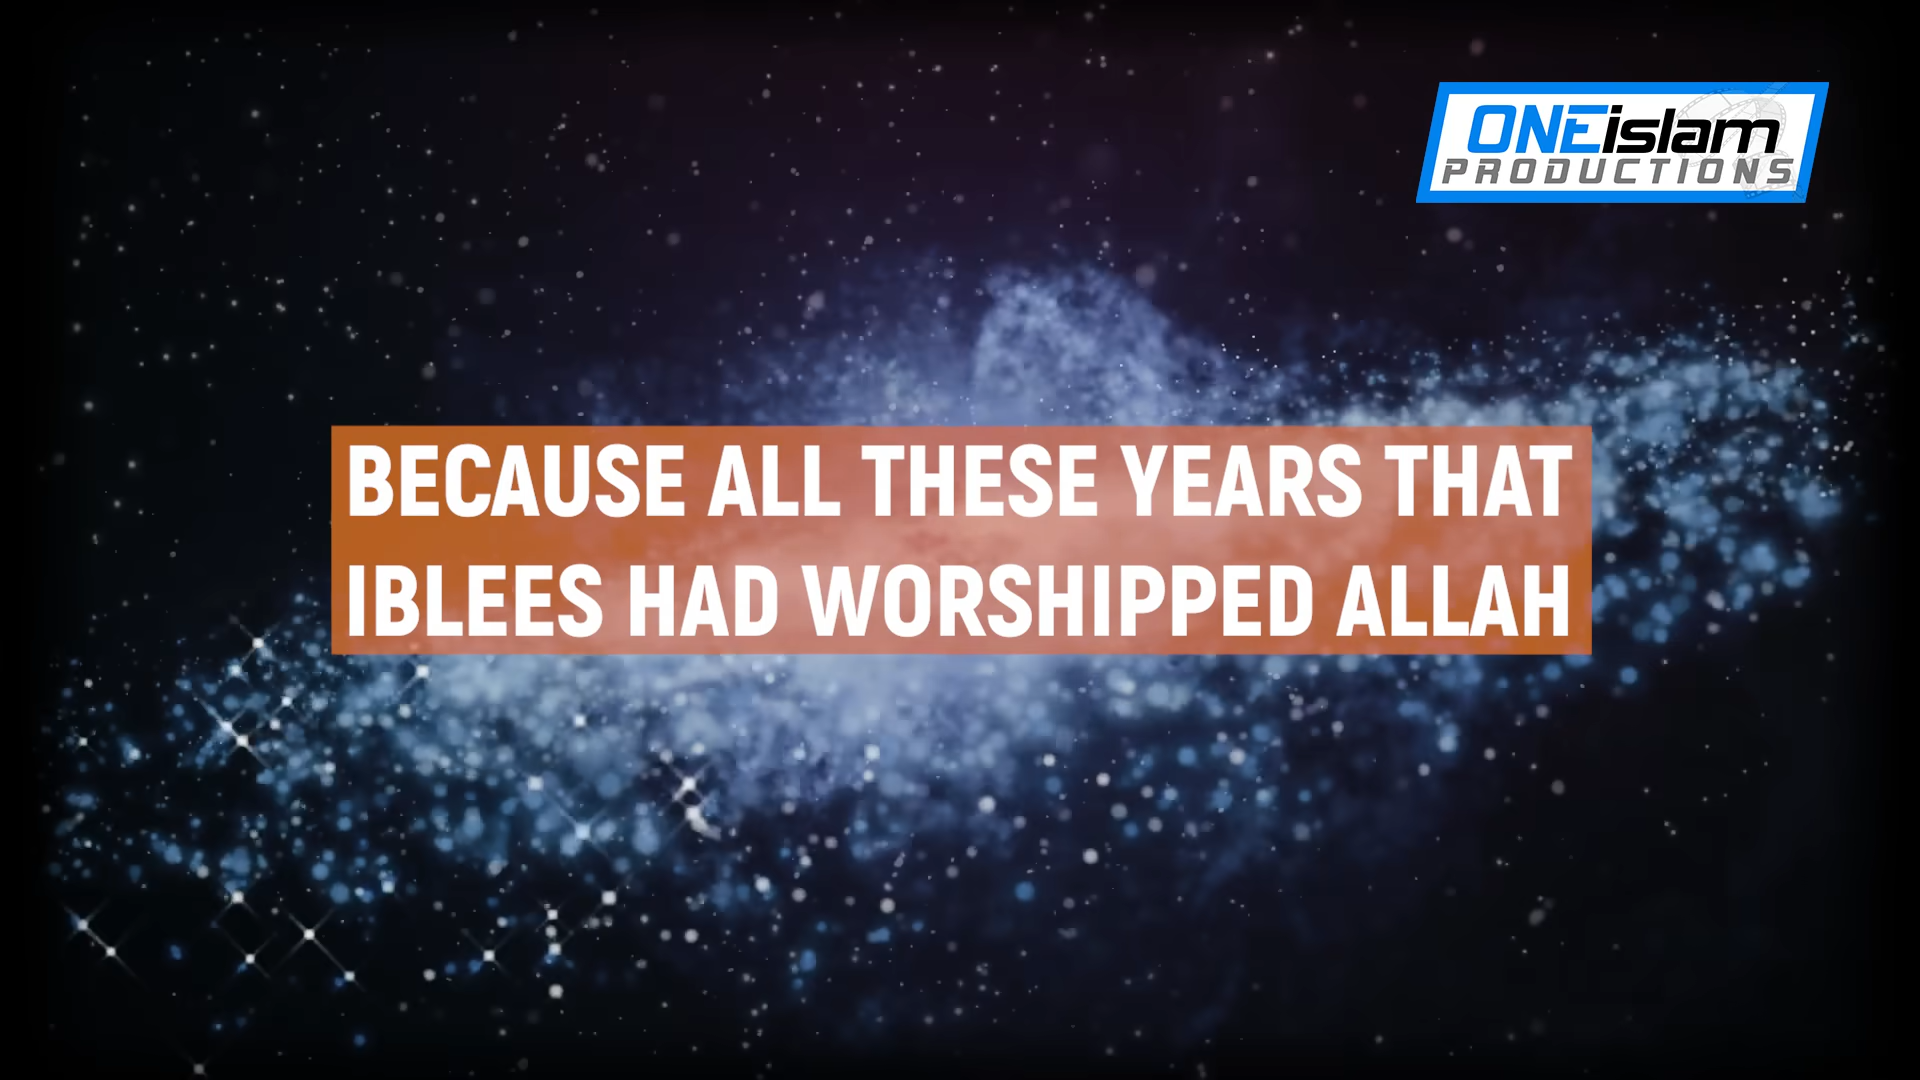 ONEislam
PRODUCTIONS
BECAUSE ALL THESE YEARS THAT
IBLEES HAD WORSHIPPED ALLAH